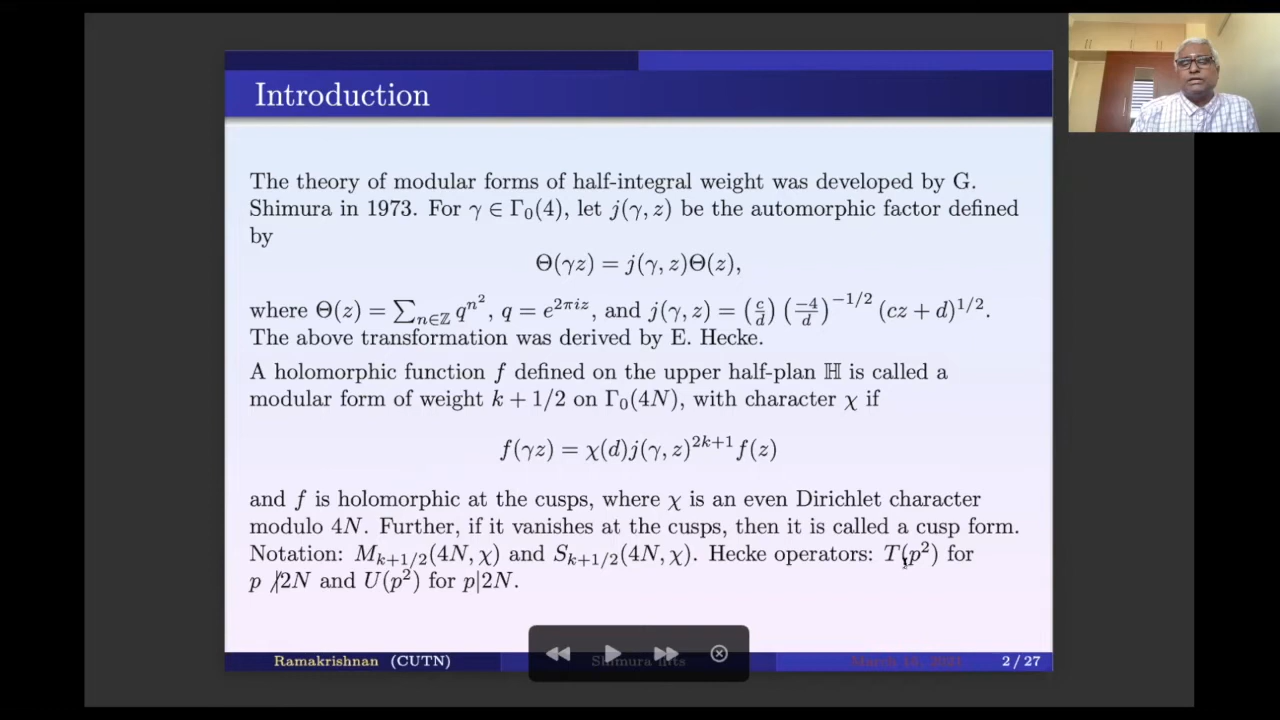 Introduction
The theory of modular forms of half-integral weight was developed by G.
Shimura in 1973. For γ ∈ Γ₀(4), let j(γ, z) be the automorphic factor defined
by
Θ(γz) = j(γ, z)Θ(z),
where Θ(z) = ∑_{n∈ℤ} q^{n²}, q = e^{2πiz}, and j(γ, z) = (c/d) (−4/d)^{−1/2} (cz + d)^{1/2}.
The above transformation was derived by E. Hecke.
A holomorphic function f defined on the upper half-plan ℍ is called a
modular form of weight k + 1/2 on Γ₀(4N), with character χ if
f(γz) = χ(d)j(γ, z)^{2k+1} f(z)
and f is holomorphic at the cusps, where χ is an even Dirichlet character
modulo 4N. Further, if it vanishes at the cusps, then it is called a cusp form.
Notation: M_{k+1/2}(4N, χ) and S_{k+1/2}(4N, χ). Hecke operators: T(p²) for
p ∤2N and U(p²) for p|2N.
Ramakrishnan (CUTN) Shimura lifts 2 / 27